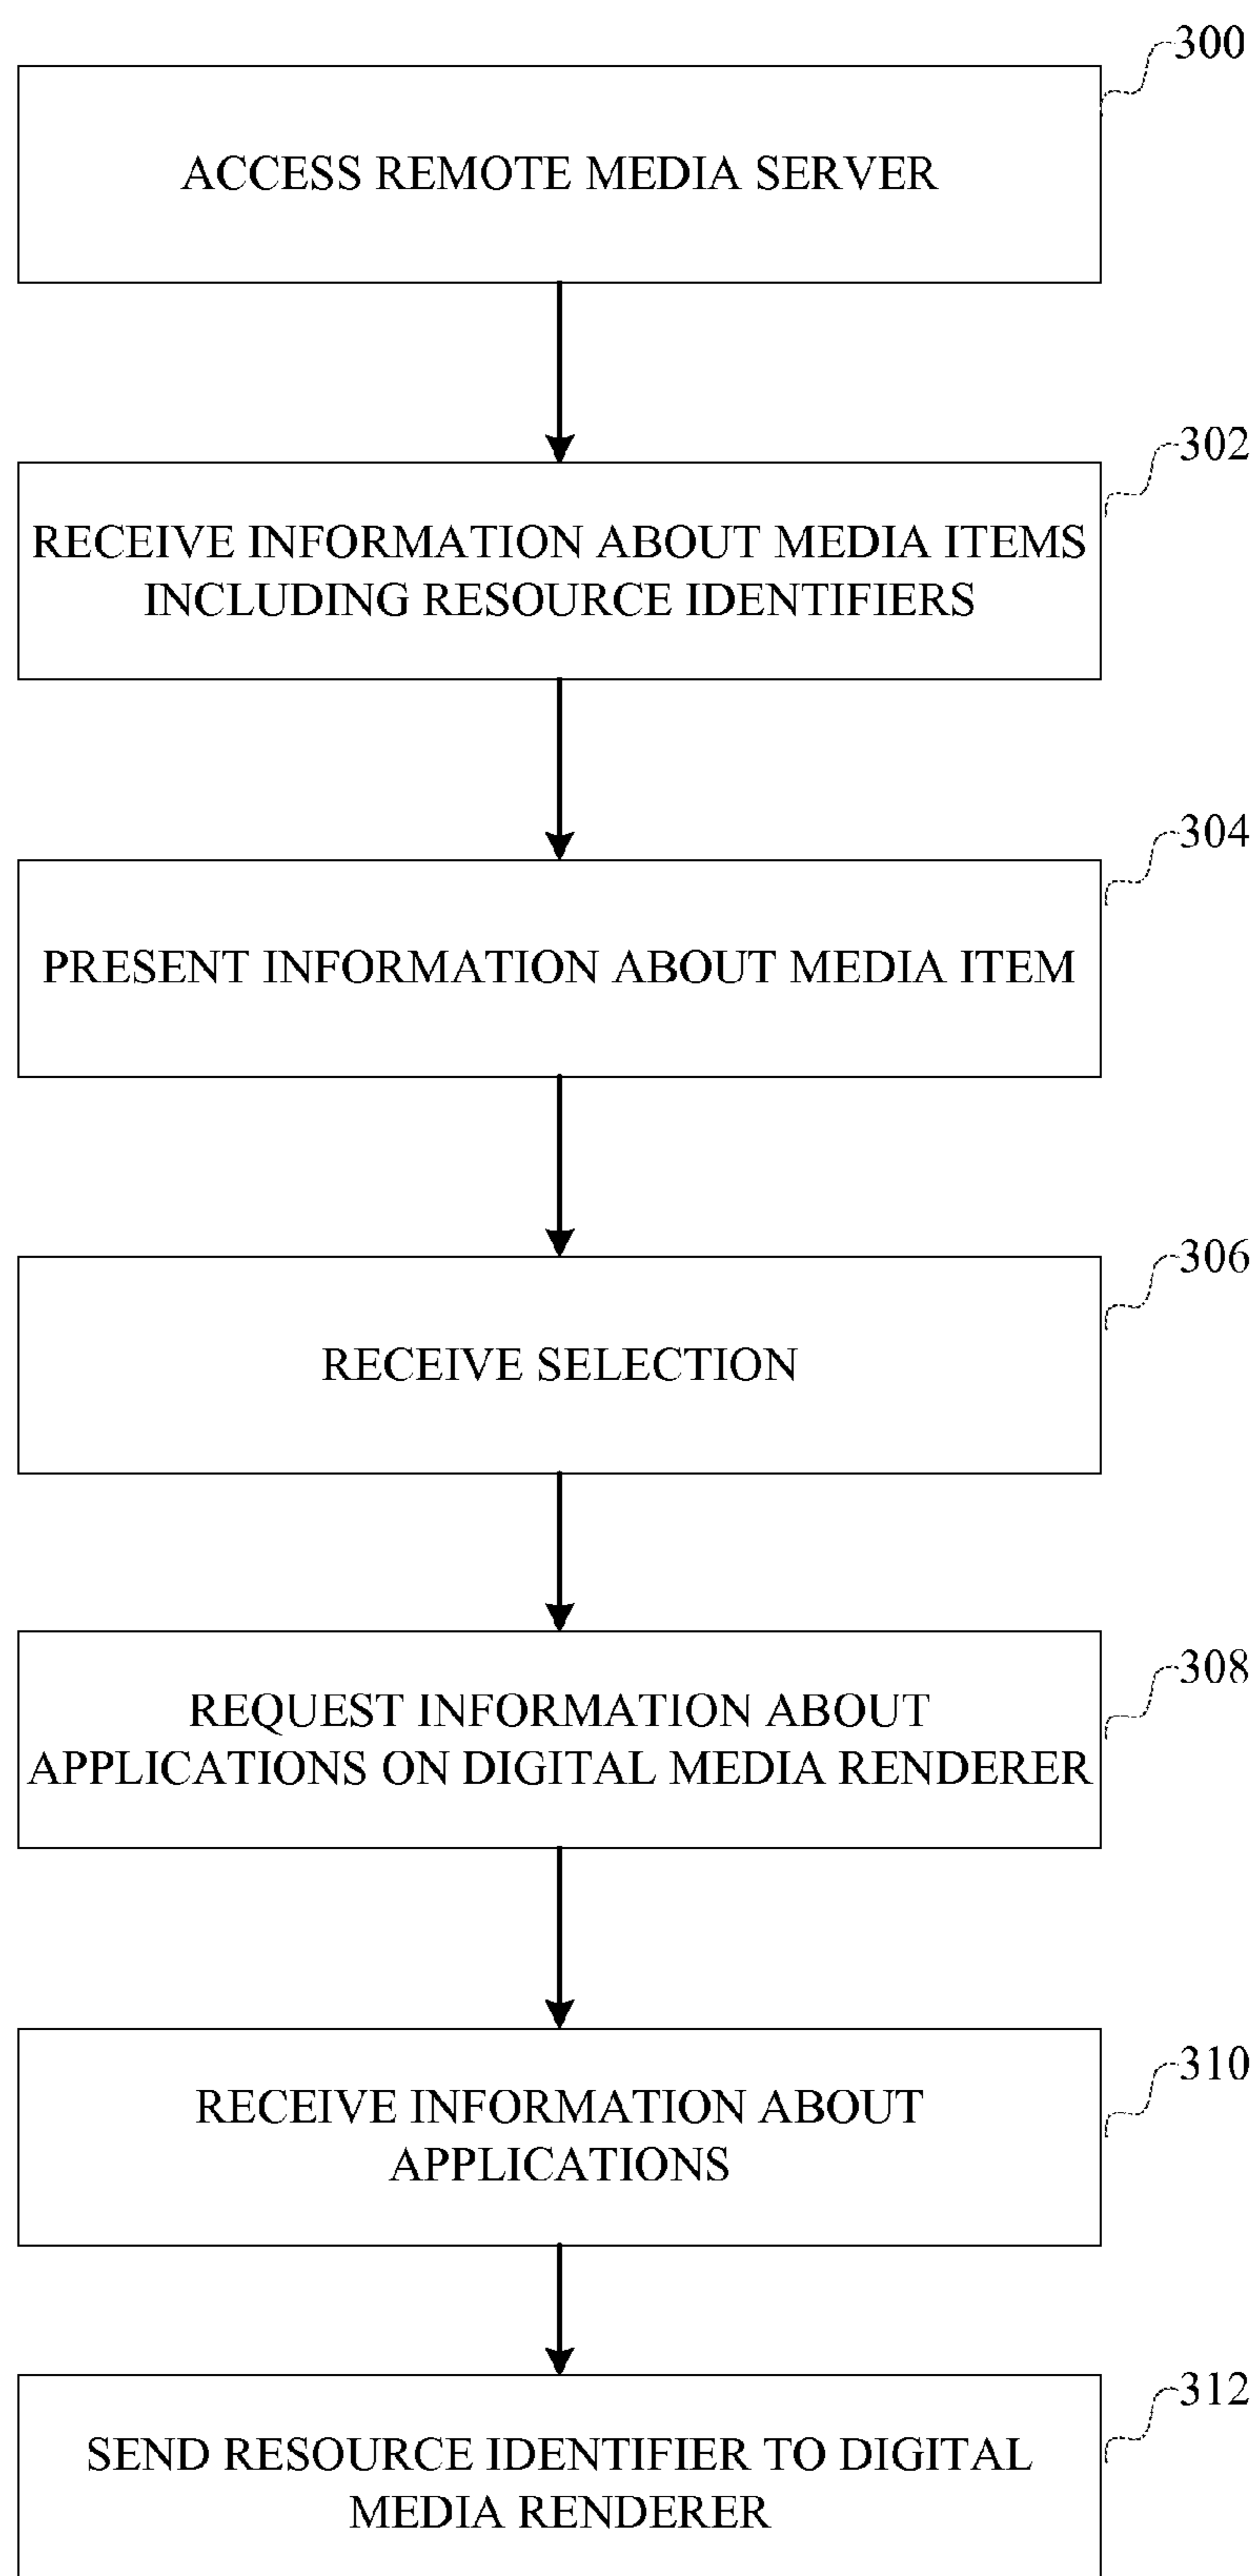 300
ACCESS REMOTE MEDIA SERVER
302
RECEIVE INFORMATION ABOUT MEDIA ITEMS
INCLUDING RESOURCE IDENTIFIERS
304
PRESENT INFORMATION ABOUT MEDIA ITEM
306
RECEIVE SELECTION
308
REQUEST INFORMATION ABOUT
APPLICATIONS ON DIGITAL MEDIA RENDERER
310
RECEIVE INFORMATION ABOUT
APPLICATIONS
312
SEND RESOURCE IDENTIFIER TO DIGITAL
MEDIA RENDERER